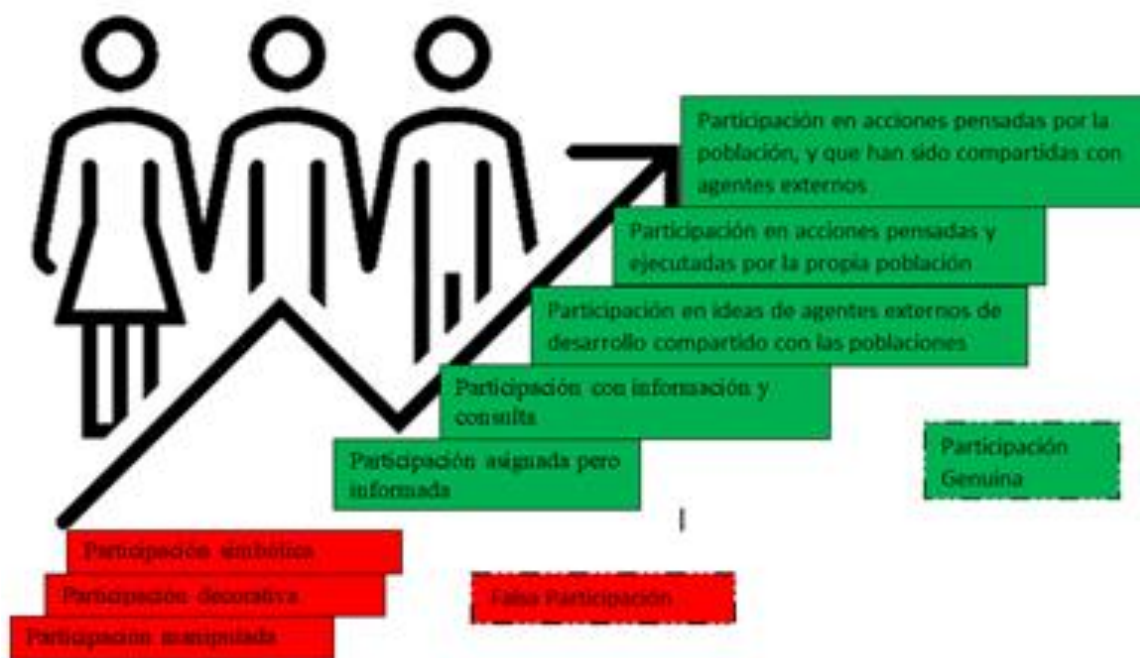 Participación en acciones pensadas por la
población, y que han sido compartidas con
agentes externos
Participación en acciones pensadas y
ejecutadas por la propia población
Participación en ideas de agentes externos de
desarrollo compartido con las poblaciones
Participación con información y
consulta
Participación asignada pero
informada
Participación
Genuina
Participación simbólica
Participación decorativa
Participación manipulada
Falsa Participación